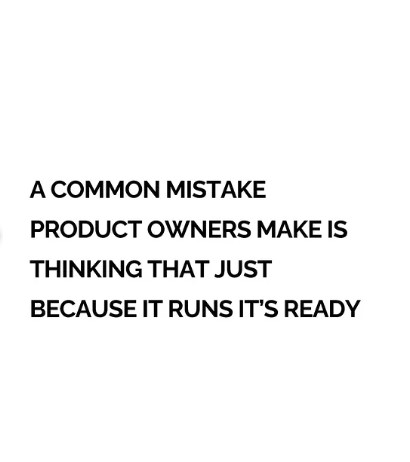 A COMMON MISTAKE
PRODUCT OWNERS MAKE IS
THINKING THAT JUST
BECAUSE IT RUNS IT’S READY